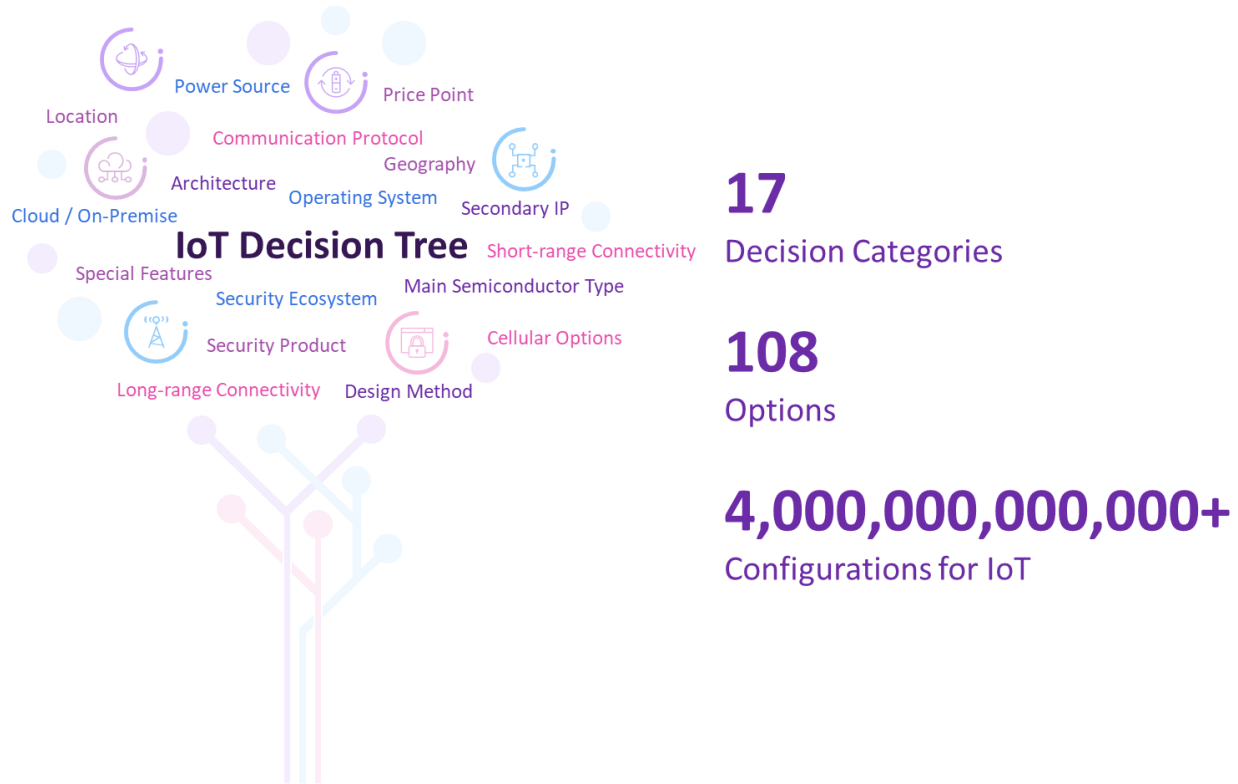 Power Source
Price Point
Location
Communication Protocol
Geography
Architecture
Operating System
Secondary IP
Cloud / On-Premise
IoT Decision Tree
Short-range Connectivity
Special Features
Main Semiconductor Type
Security Ecosystem
Security Product
Cellular Options
Long-range Connectivity
Design Method
17
Decision Categories
108
Options
4,000,000,000,000+
Configurations for IoT